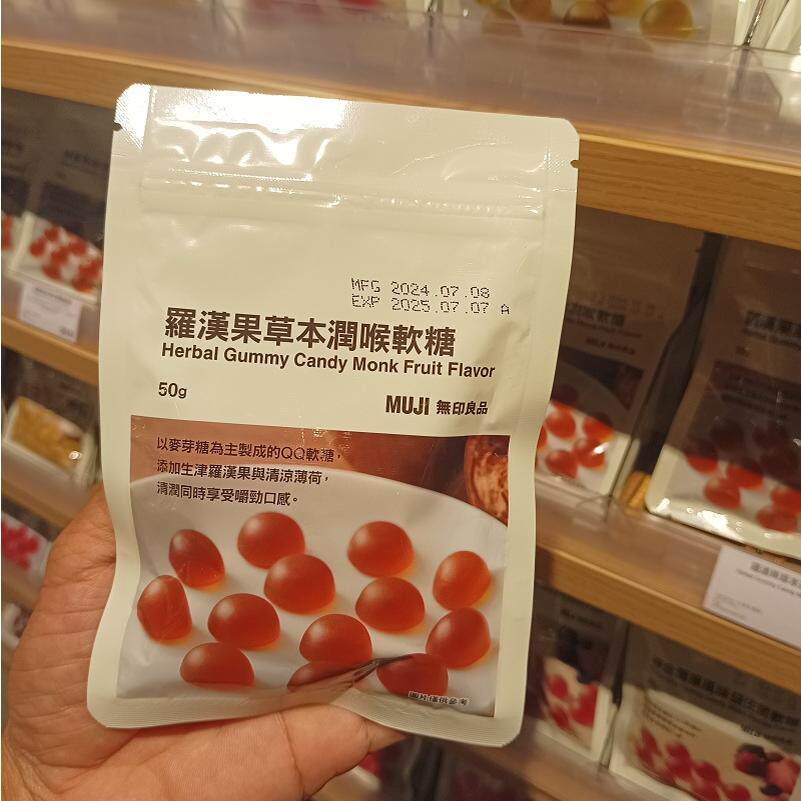 MFG 2024.07.08
EXP 2025.07.07 A
羅漢果草本潤喉軟糖
Herbal Gummy Candy Monk Fruit Flavor
50g
MUJI 無印良品
以麥芽糖為主製成的QQ軟糖，
添加生津羅漢果與清涼薄荷，
清潤同時享受嚼勁口感。
圖片僅供參考